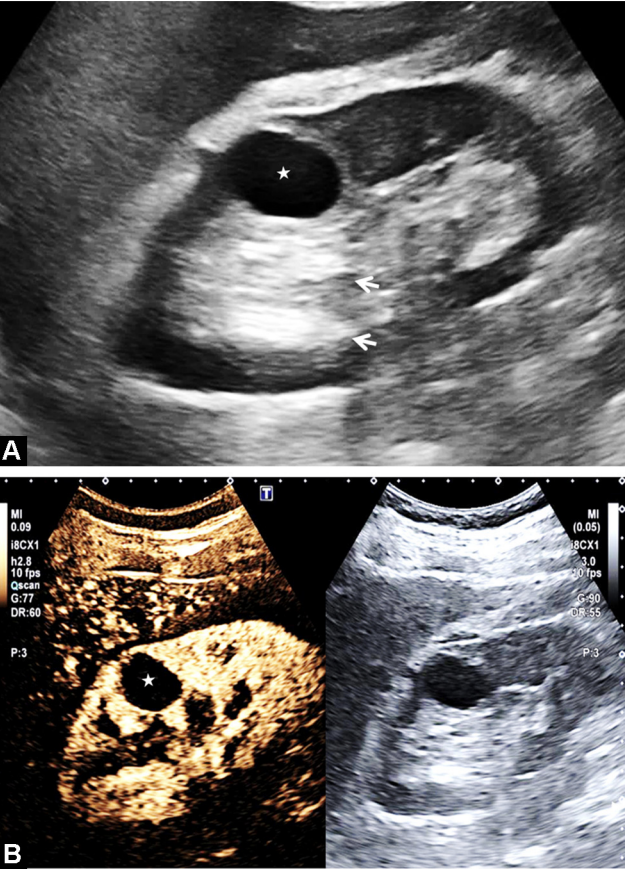 A
T
MI
0.09
i8CX1
h2.8
10 fps
Qscan
G:77
DR:60
P:3
MI
(0.05)
i8CX1
3.0
10 fps
G:90
DR:55
P:3
B